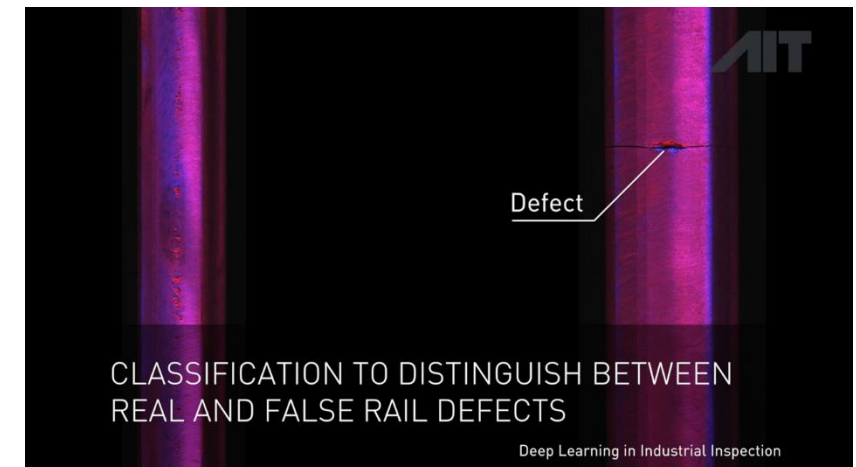 AIT
Defect
CLASSIFICATION TO DISTINGUISH BETWEEN
REAL AND FALSE RAIL DEFECTS
Deep Learning in Industrial Inspection